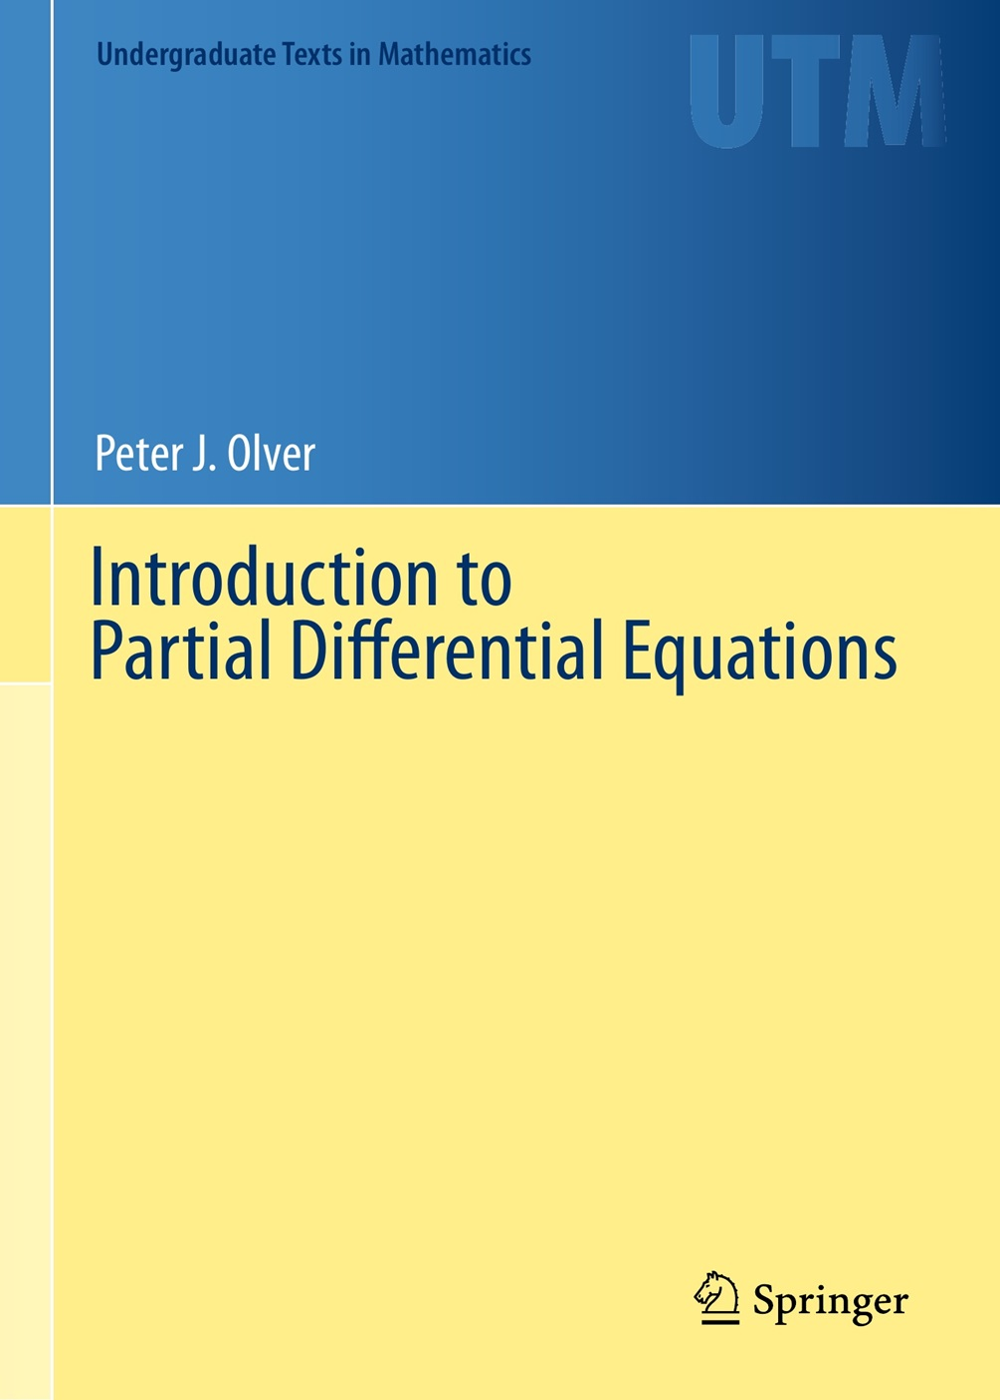 Undergraduate Texts in Mathematics
UTM
Peter J. Olver
Introduction to
Partial Differential Equations
Springer